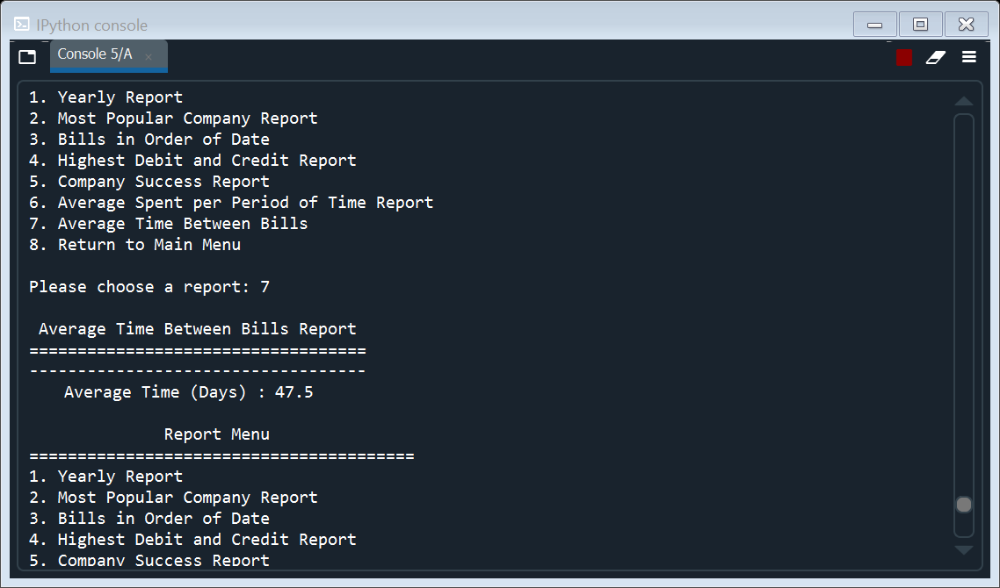 IPython console
Console 5/A
1. Yearly Report
2. Most Popular Company Report
3. Bills in Order of Date
4. Highest Debit and Credit Report
5. Company Success Report
6. Average Spent per Period of Time Report
7. Average Time Between Bills
8. Return to Main Menu
Please choose a report: 7
Average Time Between Bills Report
===================================
-----------------------------------
Average Time (Days) : 47.5
Report Menu
========================================
1. Yearly Report
2. Most Popular Company Report
3. Bills in Order of Date
4. Highest Debit and Credit Report
5. Company Success Report